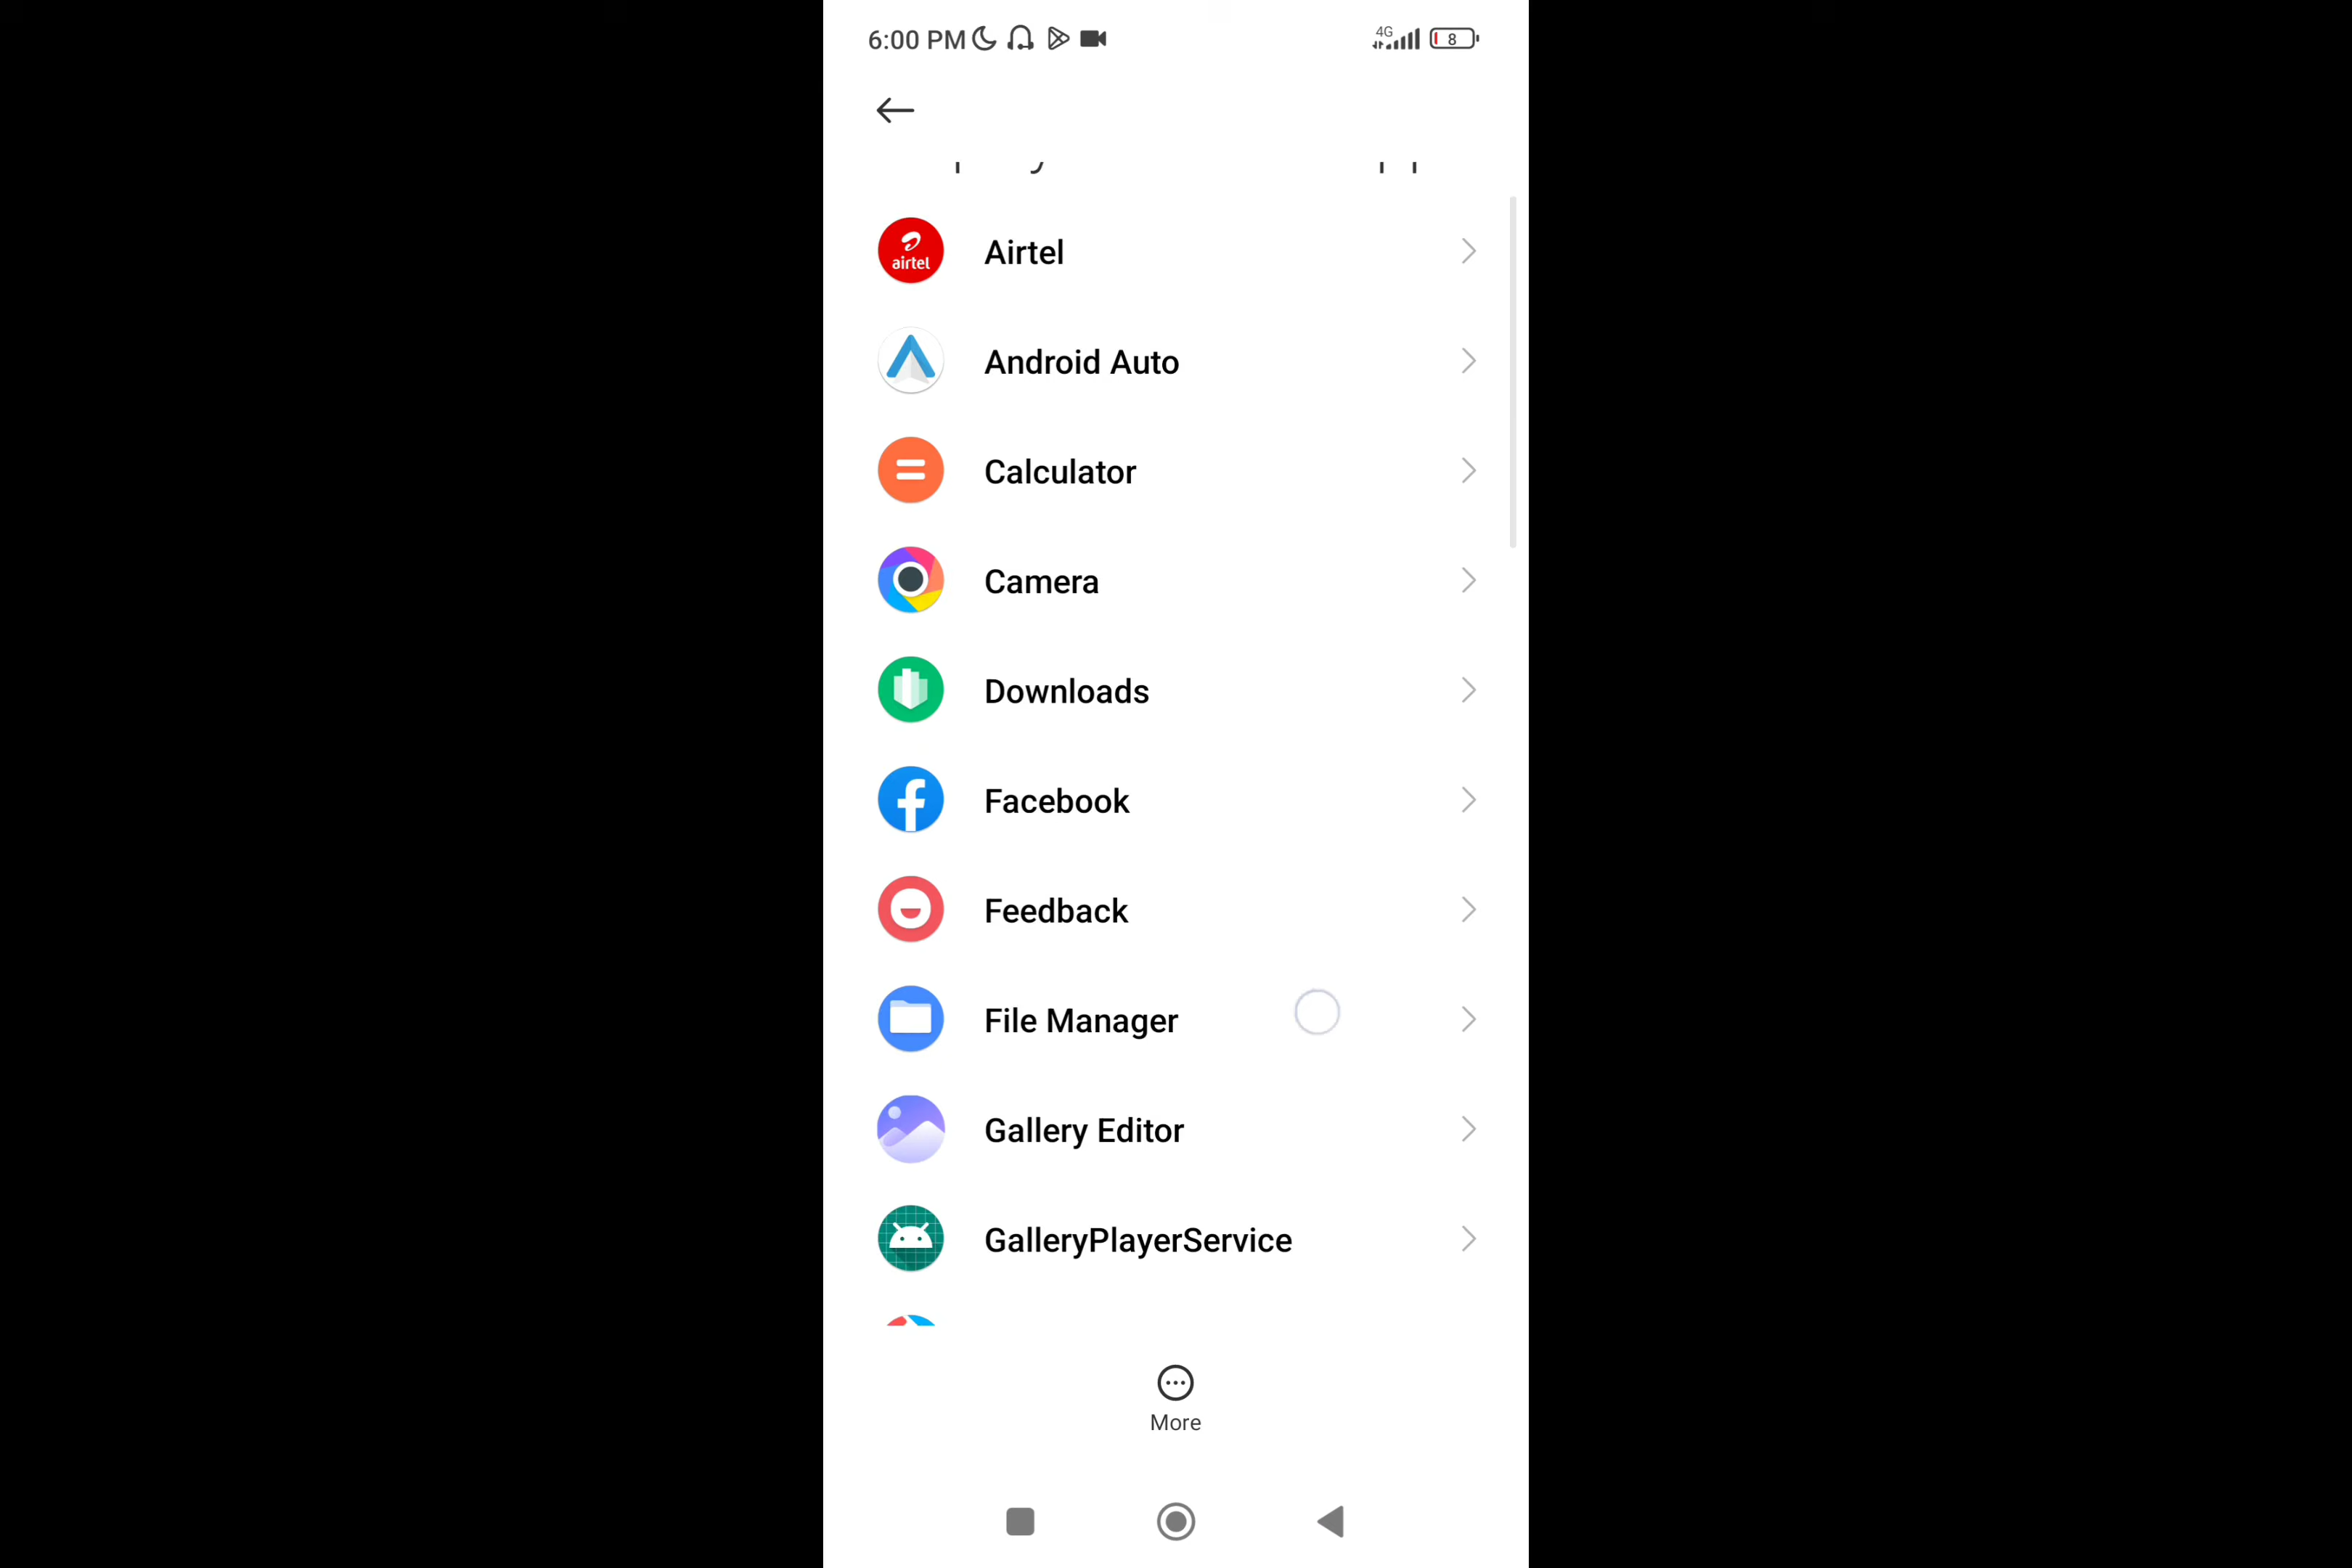 6:00 PM
4G
8
airtel
Airtel
Android Auto
Calculator
Camera
Downloads
Facebook
Feedback
File Manager
Gallery Editor
GalleryPlayerService
More